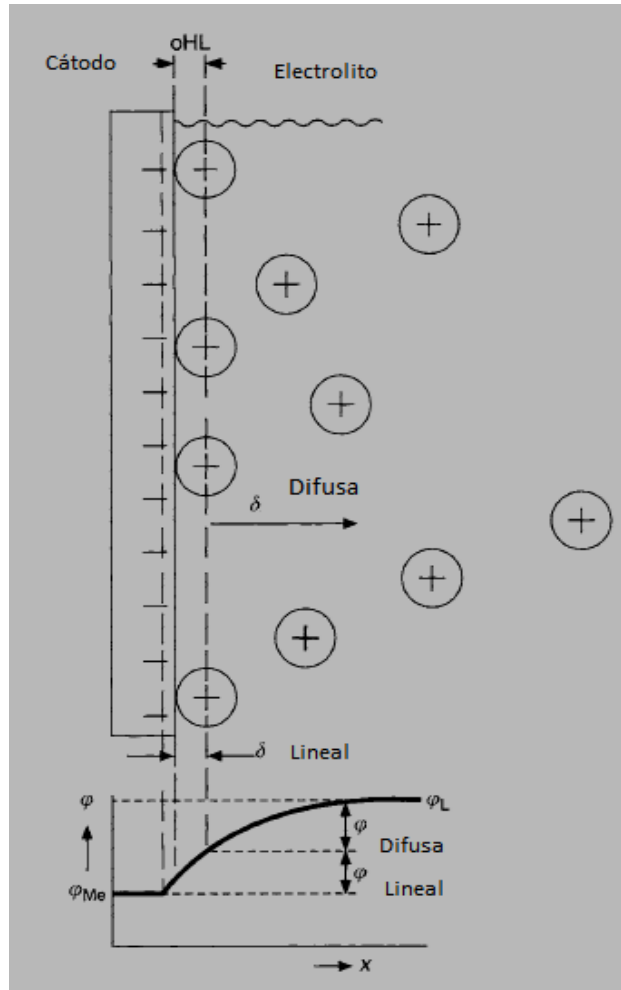 oHL
Cátodo
Electrolito
+
+
+
+
+
+
Difusa
δ
+
+
+
+
δ Lineal
φ
φL
φ
Difusa
φ
φMe
Lineal
x